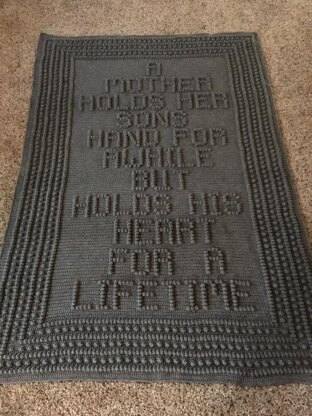 A
MOTHER
HOLDS HER
SONS
HAND FOR
AWHILE
BUT
HOLDS HIS
HEART
FOR A
LIFETIME